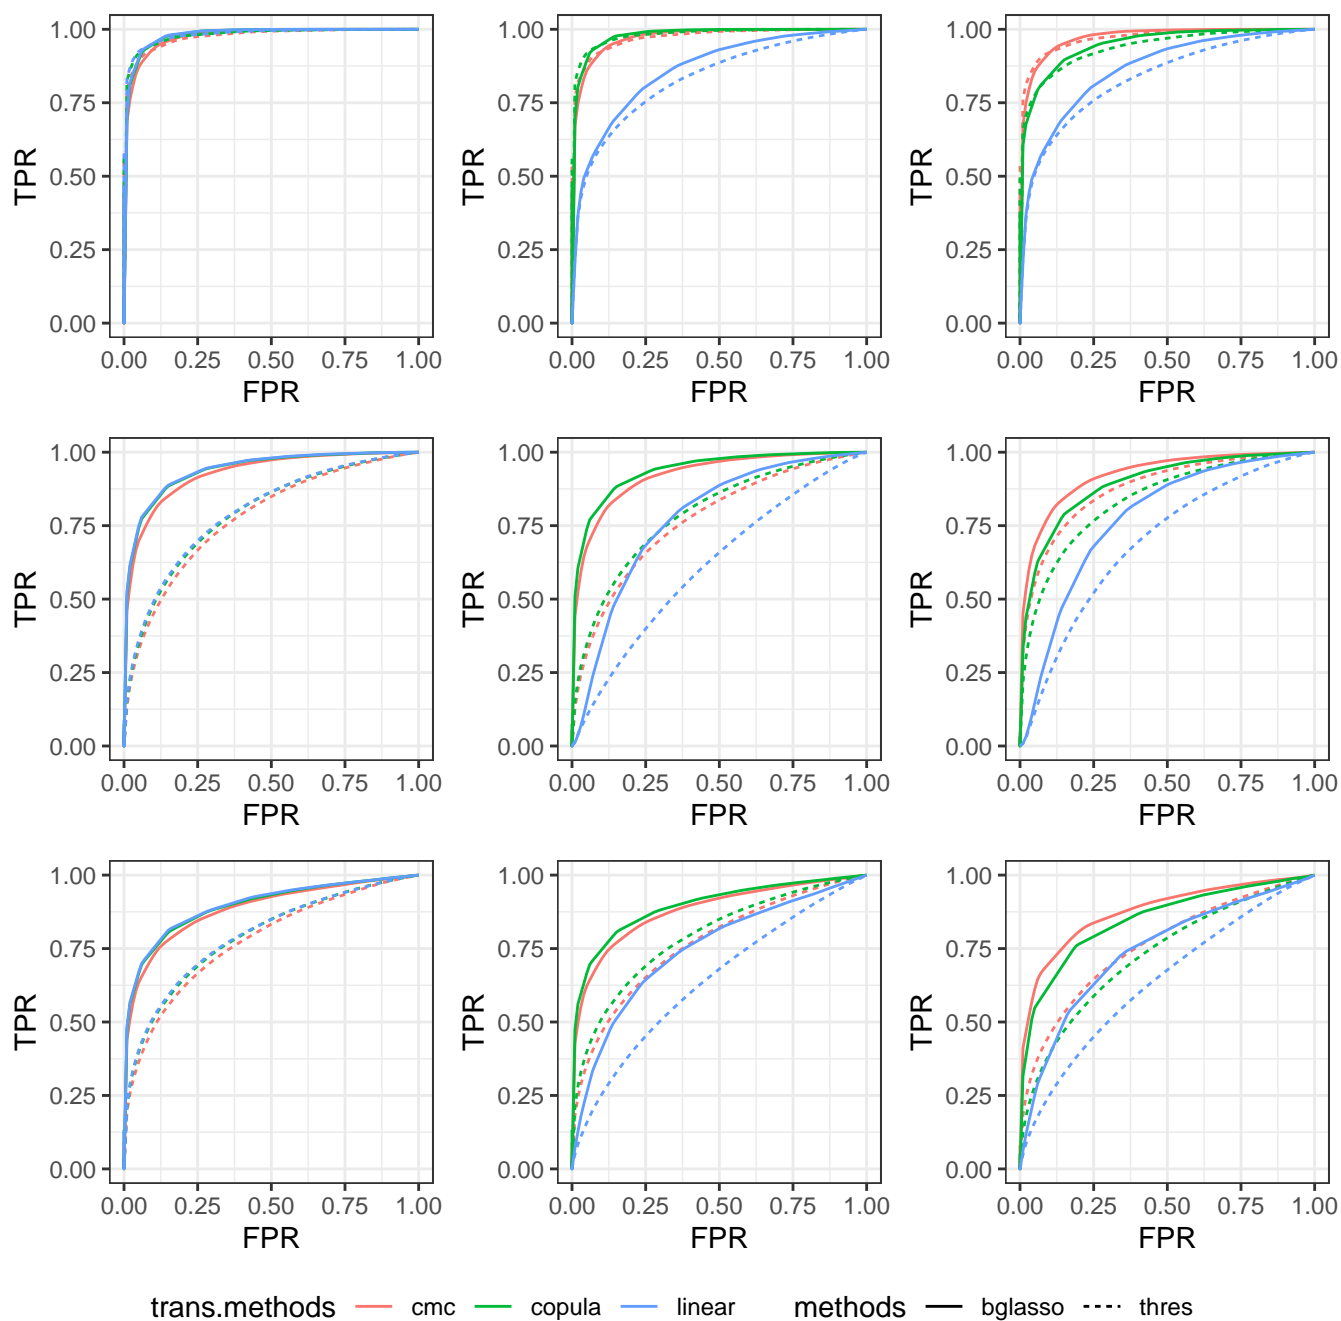 1.00 1.00 1.00
0.75 0.75 0.75
TPR TPR TPR
0.50 0.50 0.50
0.25 0.25 0.25
0.00 0.00 0.00
0.00 0.25 0.50 0.75 1.00 0.00 0.25 0.50 0.75 1.00 0.00 0.25 0.50 0.75 1.00
FPR FPR FPR
1.00 1.00 1.00
0.75 0.75 0.75
TPR TPR TPR
0.50 0.50 0.50
0.25 0.25 0.25
0.00 0.00 0.00
0.00 0.25 0.50 0.75 1.00 0.00 0.25 0.50 0.75 1.00 0.00 0.25 0.50 0.75 1.00
FPR FPR FPR
1.00 1.00 1.00
0.75 0.75 0.75
TPR TPR TPR
0.50 0.50 0.50
0.25 0.25 0.25
0.00 0.00 0.00
0.00 0.25 0.50 0.75 1.00 0.00 0.25 0.50 0.75 1.00 0.00 0.25 0.50 0.75 1.00
FPR FPR FPR
trans.methods cmc copula linear methods bglasso thres